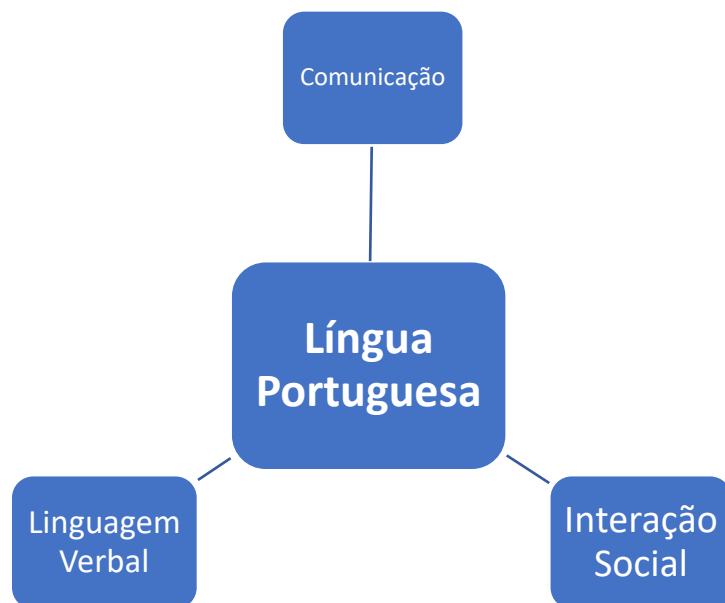 Comunicação
Língua
Portuguesa
Linguagem
Verbal
Interação
Social